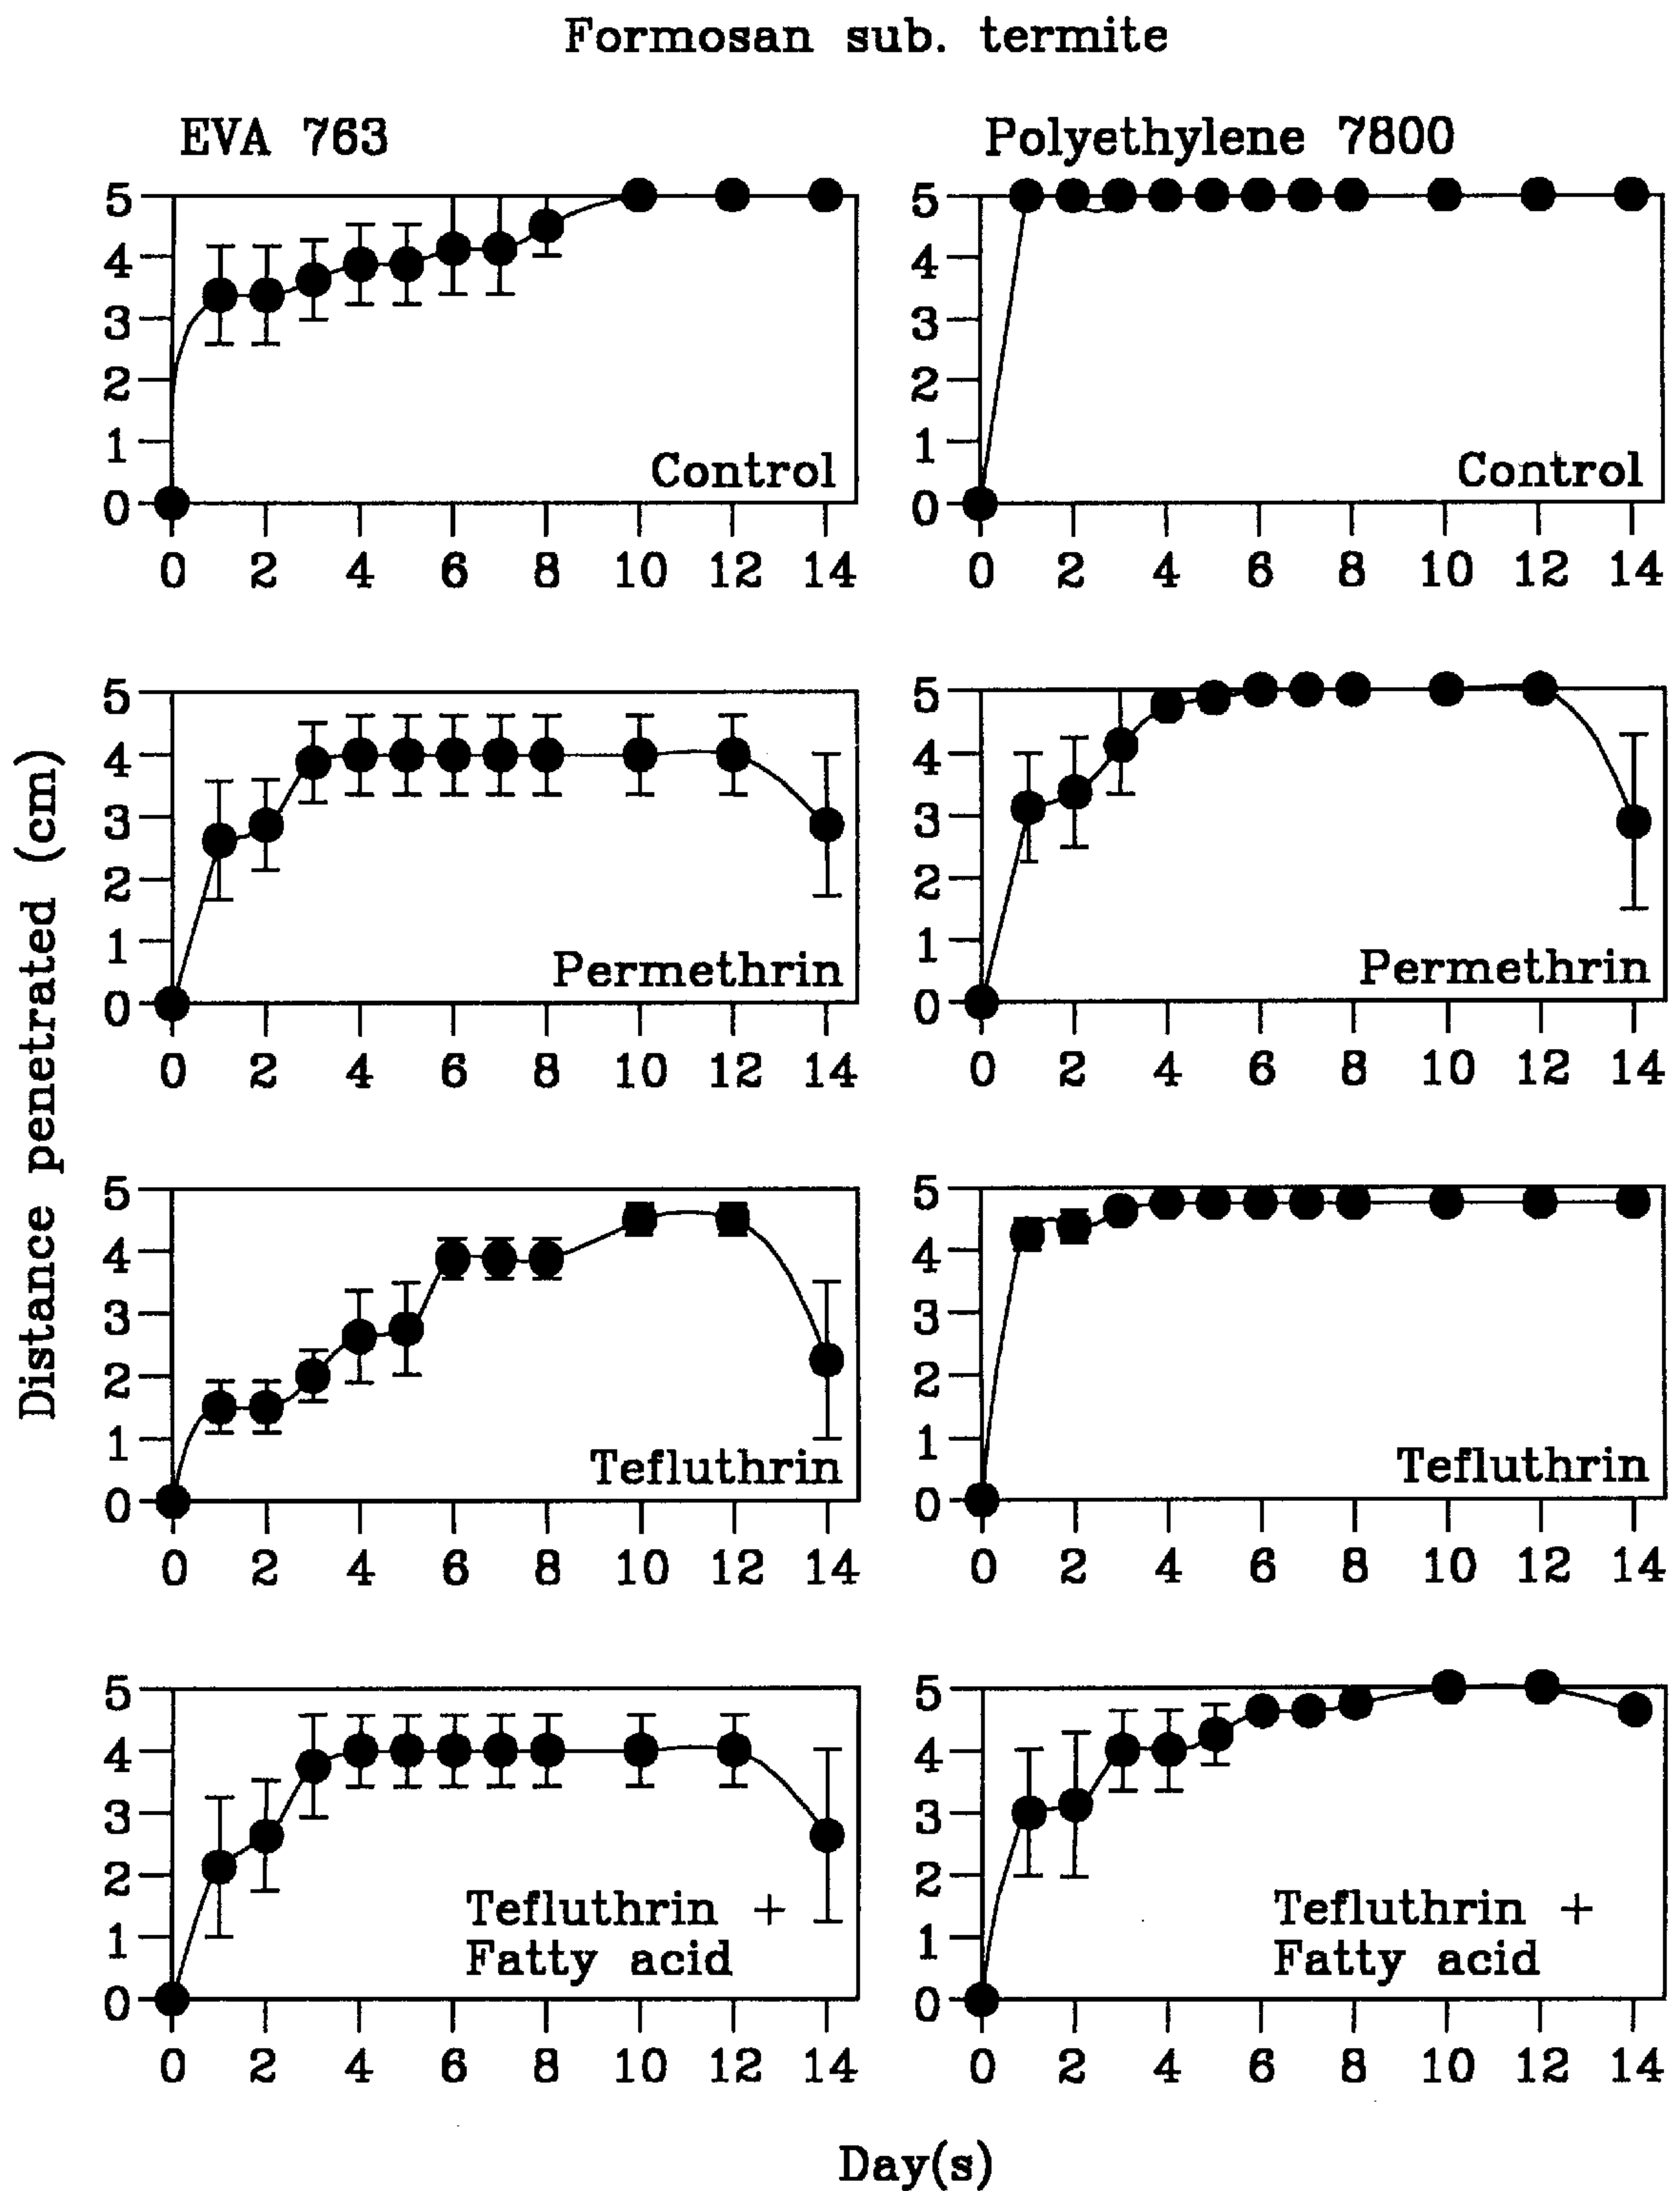 Formosan sub. termite
EVA 763
Polyethylene 7800
Distance penetrated (cm)
5
4
3
2
1
0
Control
0 2 4 6 8 10 12 14
5
4
3
2
1
0
Control
0 2 4 6 8 10 12 14
5
4
3
2
1
0
Permethrin
0 2 4 6 8 10 12 14
5
4
3
2
1
0
Permethrin
0 2 4 6 8 10 12 14
5
4
3
2
1
0
Tefluthrin
0 2 4 6 8 10 12 14
5
4
3
2
1
0
Tefluthrin
0 2 4 6 8 10 12 14
5
4
3
2
1
0
Tefluthrin +
Fatty acid
0 2 4 6 8 10 12 14
5
4
3
2
1
0
Tefluthrin +
Fatty acid
0 2 4 6 8 10 12 14
Day(s)